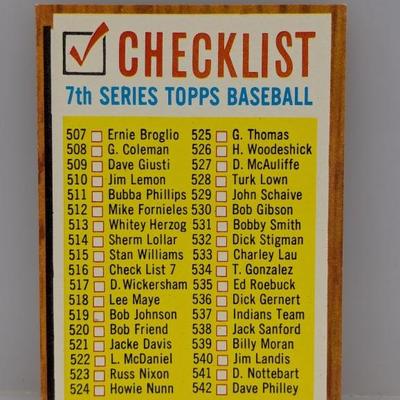 CHECKLIST
7th SERIES TOPPS BASEBALL
507 Ernie Broglio
508 G. Coleman
509 Dave Giusti
510 Jim Lemon
511 Bubba Phillips
512 Mike Fornieles
513 Whitey Herzog
514 Sherm Lollar
515 Stan Williams
516 Check List 7
517 D. Wickersham
518 Lee Maye
519 Bob Johnson
520 Bob Friend
521 Jacke Davis
522 L. McDaniel
523 Russ Nixon
524 Howie Nunn
525 G. Thomas
526 H. Woodeshick
527 D. McAuliffe
528 Turk Lown
529 John Schaive
530 Bob Gibson
531 Bobby Smith
532 Dick Stigman
533 Charley Lau
534 T. Gonzalez
535 Ed Roebuck
536 Dick Gernert
537 Indians Team
538 Jack Sanford
539 Billy Moran
540 Jim Landis
541 D. Nottebart
542 Dave Philley